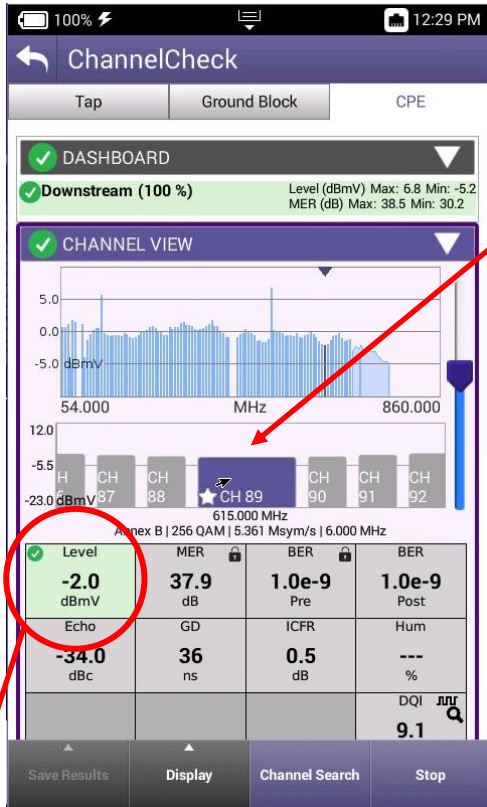 100% 12:29 PM
ChannelCheck
Tap Ground Block CPE
DASHBOARD
Downstream (100 %) Level (dBmV) Max: 6.8 Min: -5.2
MER (dB) Max: 38.5 Min: 30.2
CHANNEL VIEW
5.0
0.0
-5.0 dBmV
54.000 MHz 860.000
12.0
-5.5
H CH CH CH CH CH
-23.0 dBmV 87 88 CH 89 90 91 92
615.000 MHz
Annex B | 256 QAM | 5.361 Msym/s | 6.000 MHz
Level MER BER BER
-2.0 37.9 1.0e-9 1.0e-9
dBmV dB Pre Post
Echo GD ICFR Hum
-34.0 36 0.5 ---
dBc ns dB %
DQI
9.1
Save Results Display Channel Search Stop